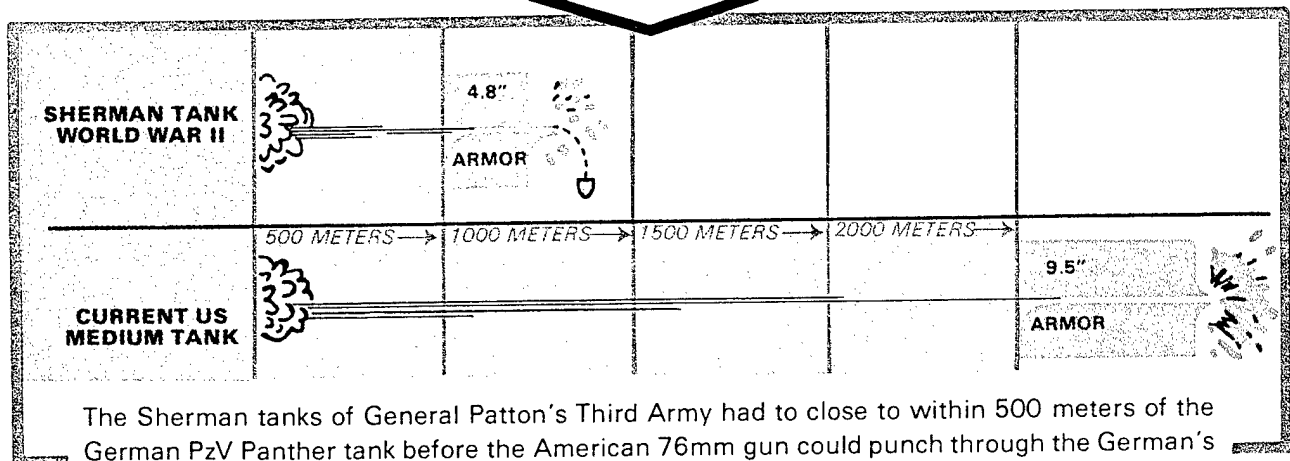 SHERMAN TANK
WORLD WAR II
4.8"
ARMOR
500 METERS
1000 METERS
1500 METERS
2000 METERS
CURRENT US
MEDIUM TANK
9.5"
ARMOR
The Sherman tanks of General Patton's Third Army had to close to within 500 meters of the
German PzV Panther tank before the American 76mm gun could punch through the German's